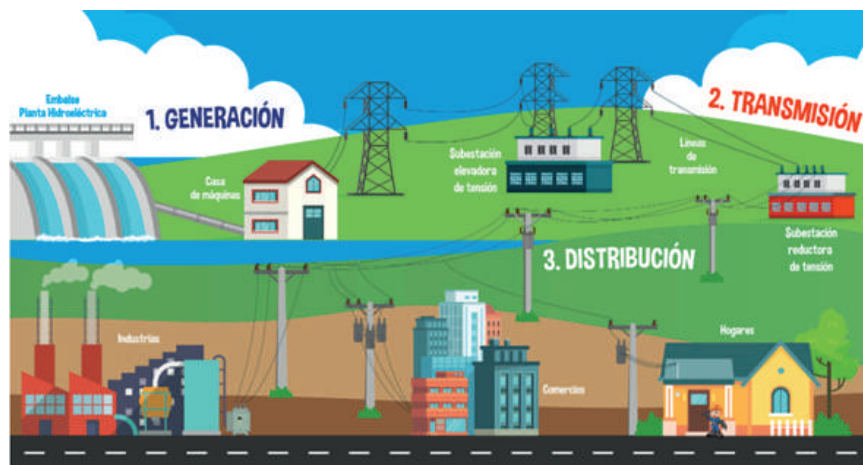 Embalse
Planta Hidroeléctrica
1. GENERACIÓN
2. TRANSMISIÓN
Casa
de máquinas
Subestación
elevadora
de tensión
Líneas
de
transmisión
Subestación
reductora
de tensión
3. DISTRIBUCIÓN
Industrias
Comercios
Hogares